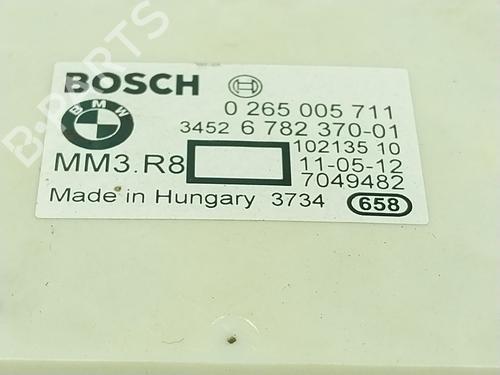 B-PARTS
BOSCH
BMW
0 265 005 711
3452 6 782 370-01
102135 10
MM3.R8
11-05-12
7049482
Made in Hungary 3734 658